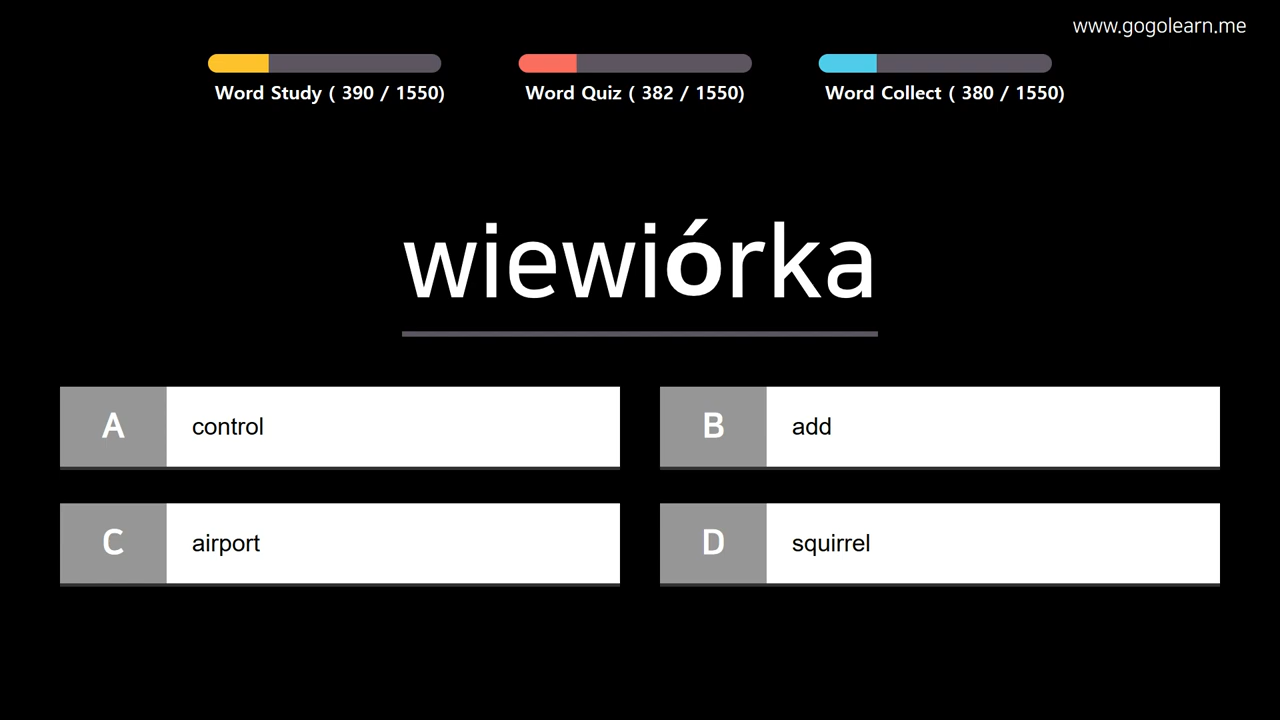 www.gogolearn.me
Word Study ( 390 / 1550)
Word Quiz ( 382 / 1550)
Word Collect ( 380 / 1550)
wiewiórka
A control
B add
C airport
D squirrel